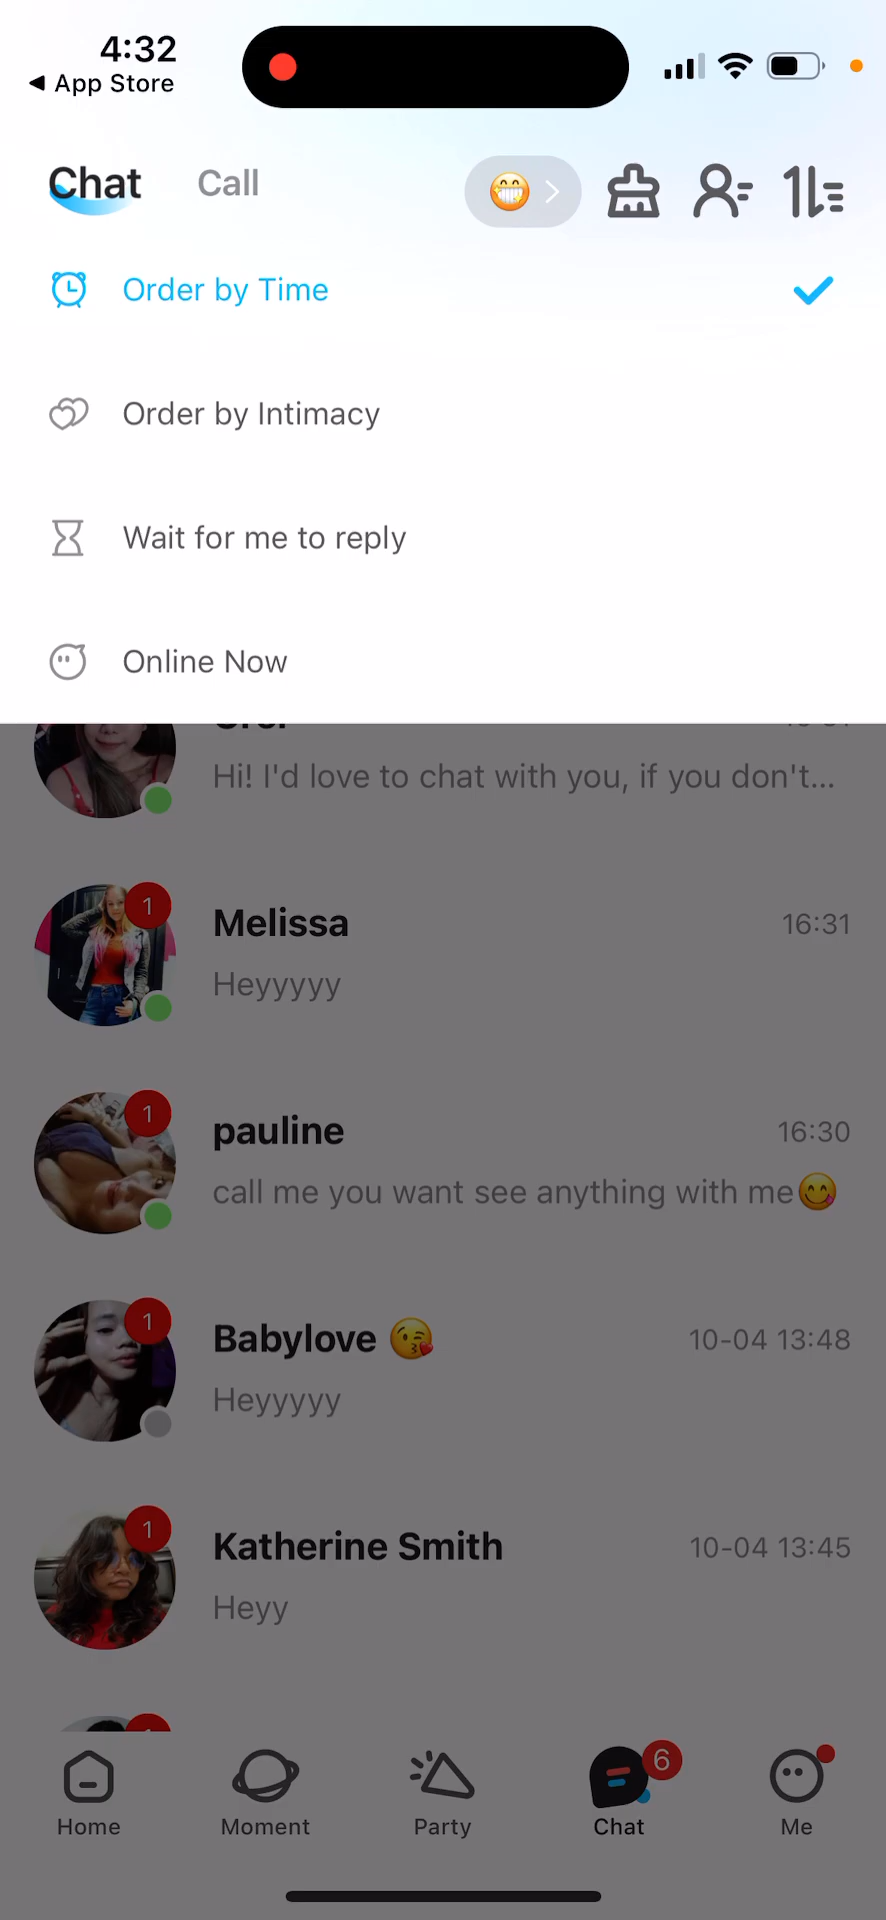 4:32
App Store
Chat Call
Order by Time
Order by Intimacy
Wait for me to reply
Online Now
Hi! I'd love to chat with you, if you don't...
1
Melissa 16:31
Heyyyyy
1
pauline 16:30
call me you want see anything with me😋
1
Babylove 😘 10-04 13:48
Heyyyyy
1
Katherine Smith 10-04 13:45
Heyy
6
Home Moment Party Chat Me